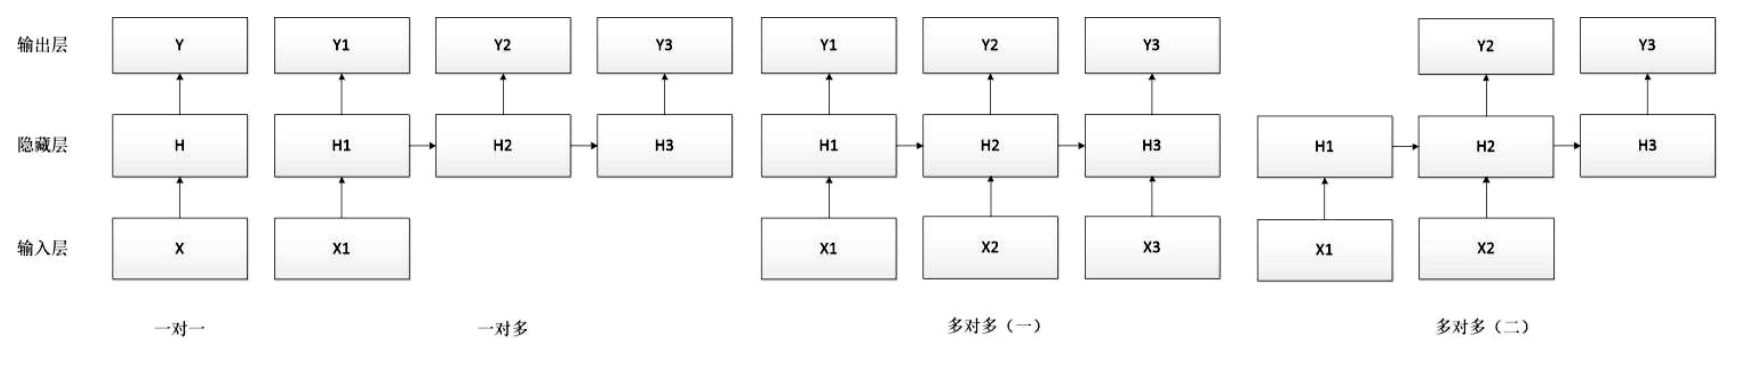 输出层 Y Y1 Y2 Y3 Y1 Y2 Y3 Y2 Y3
隐藏层 H H1 H2 H3 H1 H2 H3 H1 H2 H3
输入层 X X1 X1 X2 X3 X1 X2
一对一 一对多 多对多（一） 多对多（二）